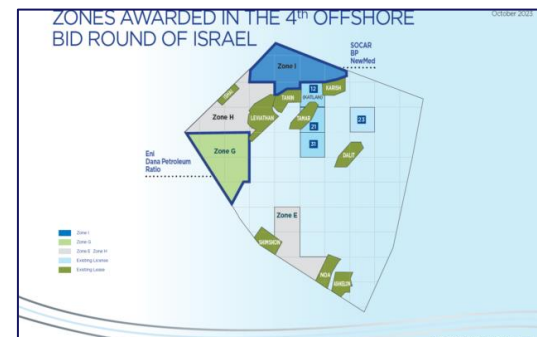 ZONES AWARDED IN THE 4th OFFSHORE
BID ROUND OF ISRAEL
October 2023
SOCAR
BP
NewMed
Zone I
12
(KATLAN)
KARISH
TANIN
Zone H
LEVIATHAN
TAMAR
21
23
31
Zone G
DALIT
Eni
Dana Petroleum
Ratio
Zone E
SHIMSHON
NOA
Zone I
Zone G
Zone E Zone H
Existing License
Existing Lease